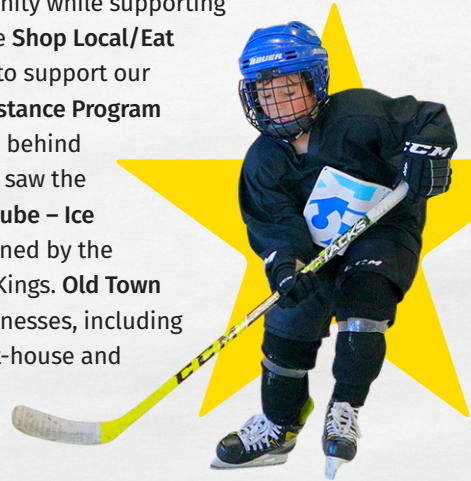 nity while supporting
e Shop Local/Eat
to support our
stance Program
behind
saw the
ube – Ice
ned by the
Kings. Old Town
nesses, including
-house and
BAUER
CCM
TACKS
CCM
CCM